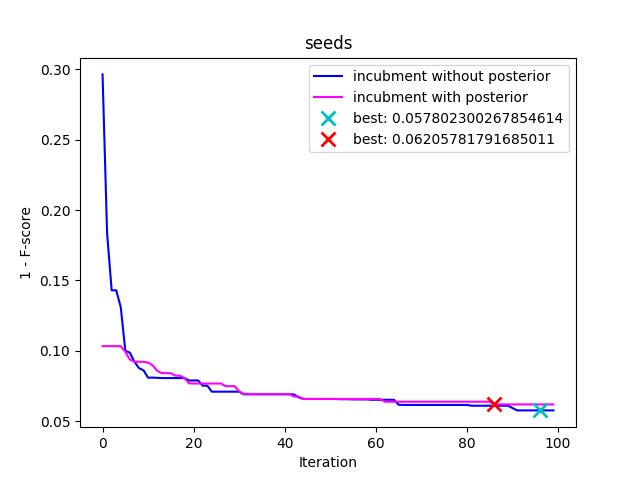 seeds
incubment without posterior
incubment with posterior
best: 0.057802300267854614
best: 0.06205781791685011
1 - F-score
0.30
0.25
0.20
0.15
0.10
0.05
0
20
40
60
80
100
Iteration